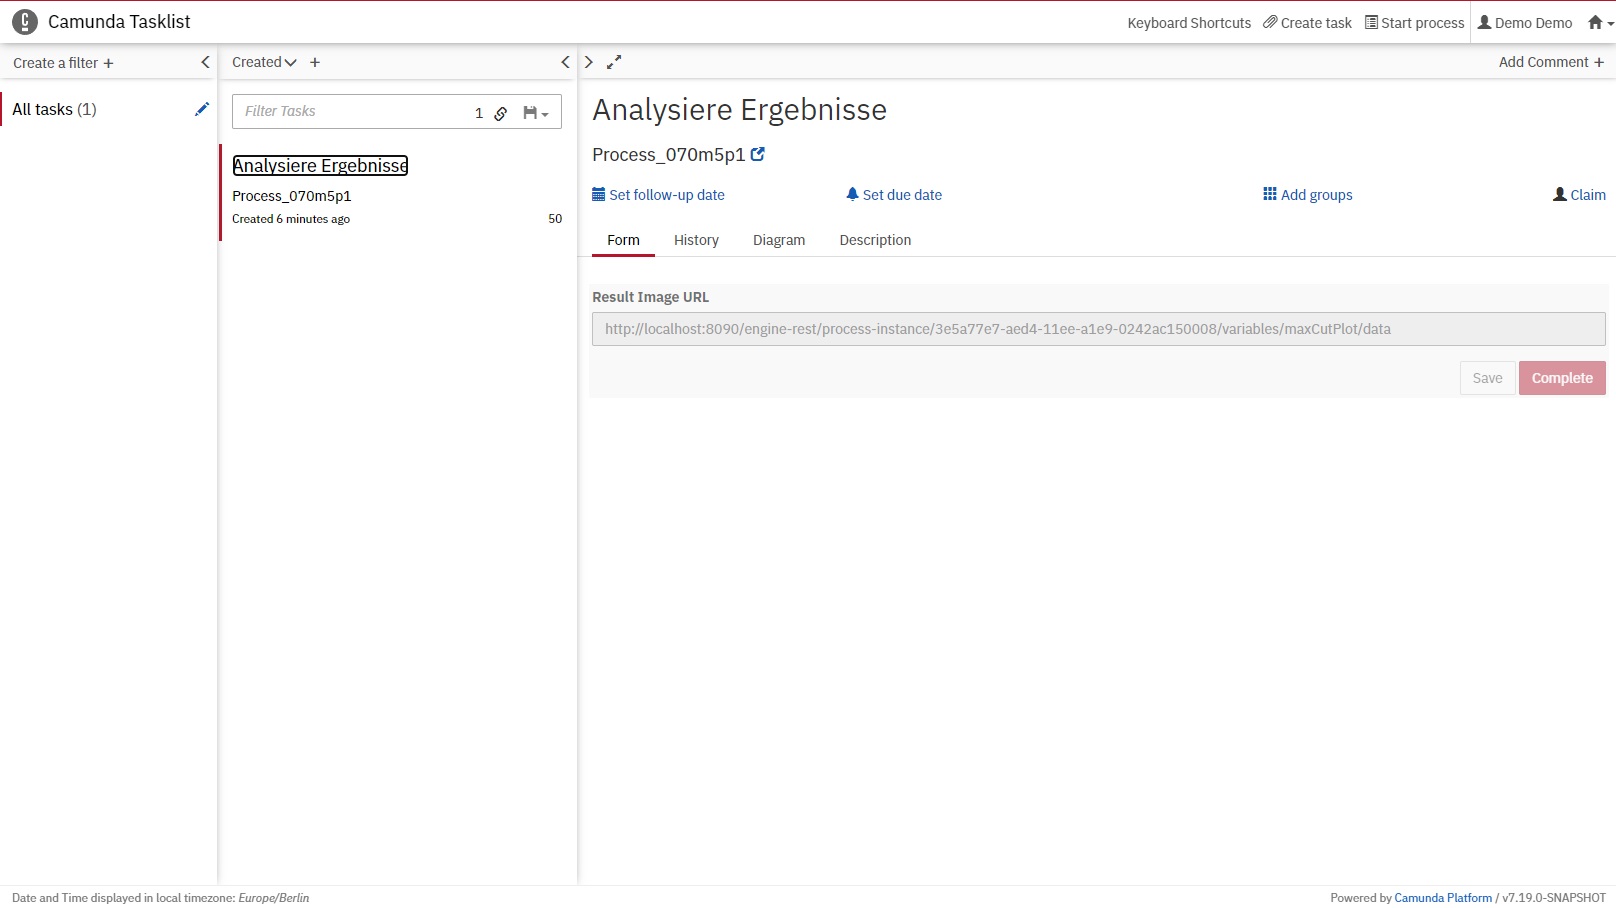 Camunda Tasklist
Keyboard Shortcuts Create task Start process Demo Demo
Create a filter +
Created +
Add Comment +
All tasks (1)
Filter Tasks 1
Analysiere Ergebnisse
Process_070m5p1
Created 6 minutes ago 50
Analysiere Ergebnisse
Process_070m5p1
Set follow-up date Set due date Add groups Claim
Form History Diagram Description
Result Image URL
http://localhost:8090/engine-rest/process-instance/3e5a77e7-aed4-11ee-a1e9-0242ac150008/variables/maxCutPlot/data
Save Complete
Date and Time displayed in local timezone: Europe/Berlin
Powered by Camunda Platform / v7.19.0-SNAPSHOT